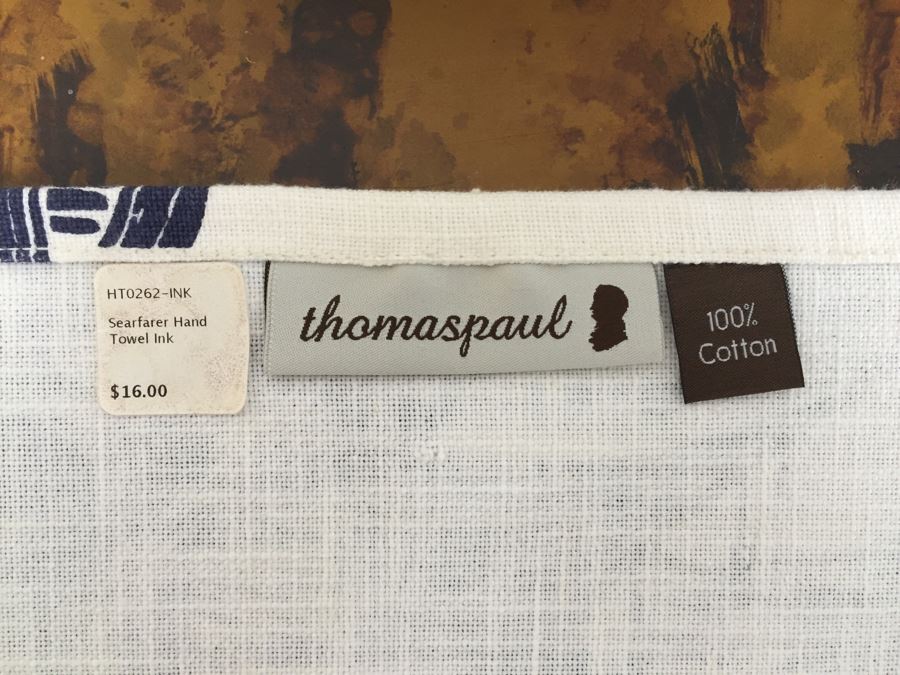 HT0262-INK
Searfarer Hand
Towel Ink
$16.00
thomaspaul
100%
Cotton